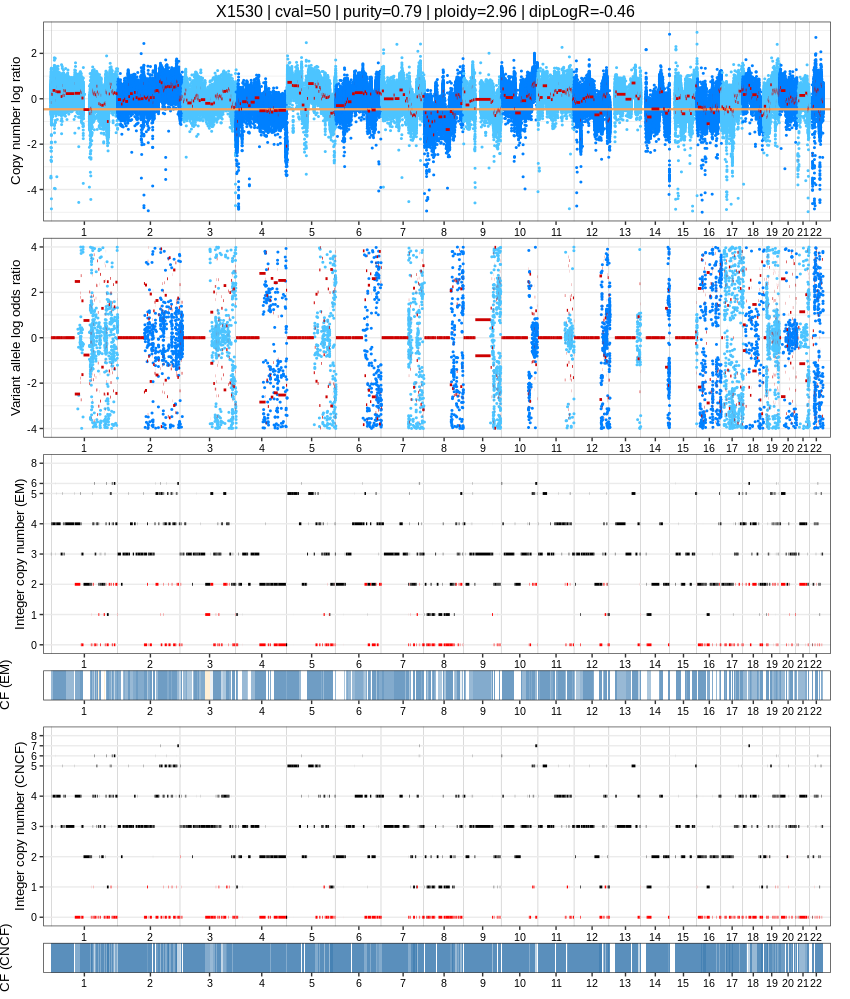 X1530 | cval=50 | purity=0.79 | ploidy=2.96 | dipLogR=-0.46
Copy number log ratio
2
0
-2
-4
1 2 3 4 5 6 7 8 9 10 11 12 13 14 15 16 17 18 19 20 21 22
Variant allele log odds ratio
4
2
0
-2
-4
1 2 3 4 5 6 7 8 9 10 11 12 13 14 15 16 17 18 19 20 21 22
Integer copy number (EM)
8
6
5
4
3
2
1
0
1 2 3 4 5 6 7 8 9 10 11 12 13 14 15 16 17 18 19 20 21 22
CF (EM)
1 2 3 4 5 6 7 8 9 10 11 12 13 14 15 16 17 18 19 20 21 22
Integer copy number (CNCF)
8
7
6
5
4
3
2
1
0
1 2 3 4 5 6 7 8 9 10 11 12 13 14 15 16 17 18 19 20 21 22
CF (CNCF)
1 2 3 4 5 6 7 8 9 10 11 12 13 14 15 16 17 18 19 20 21 22